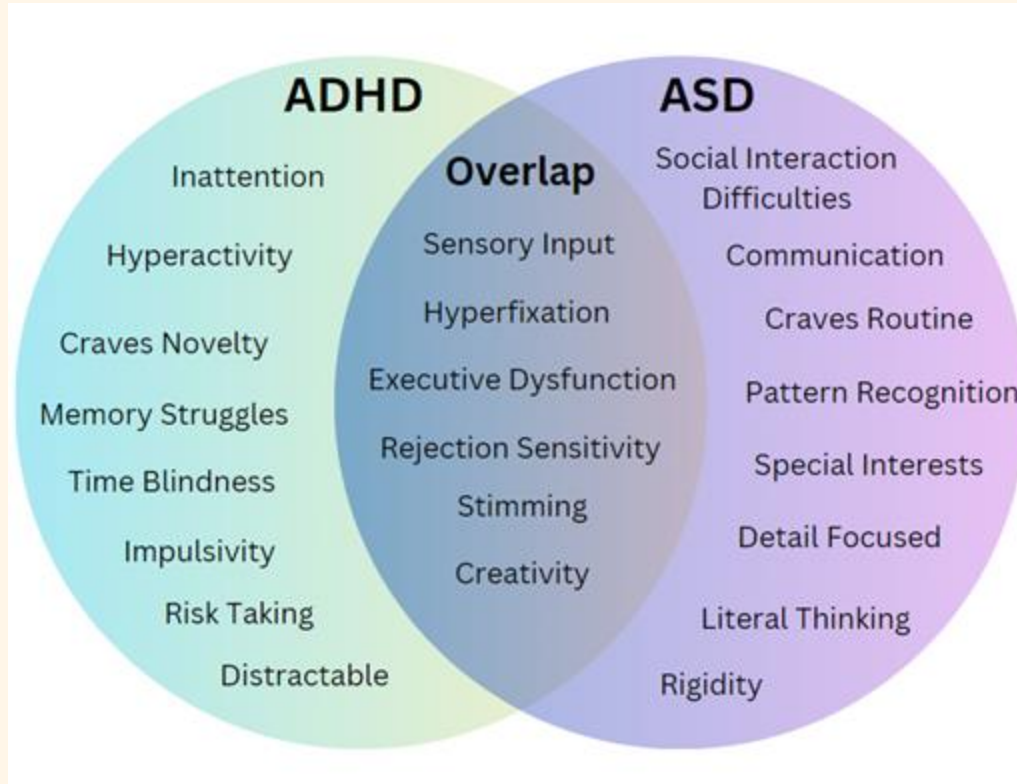 ADHD
Inattention
Hyperactivity
Craves Novelty
Memory Struggles
Time Blindness
Impulsivity
Risk Taking
Distractable
Overlap
Sensory Input
Hyperfixation
Executive Dysfunction
Rejection Sensitivity
Stimming
Creativity
ASD
Social Interaction
Difficulties
Communication
Craves Routine
Pattern Recognition
Special Interests
Detail Focused
Literal Thinking
Rigidity